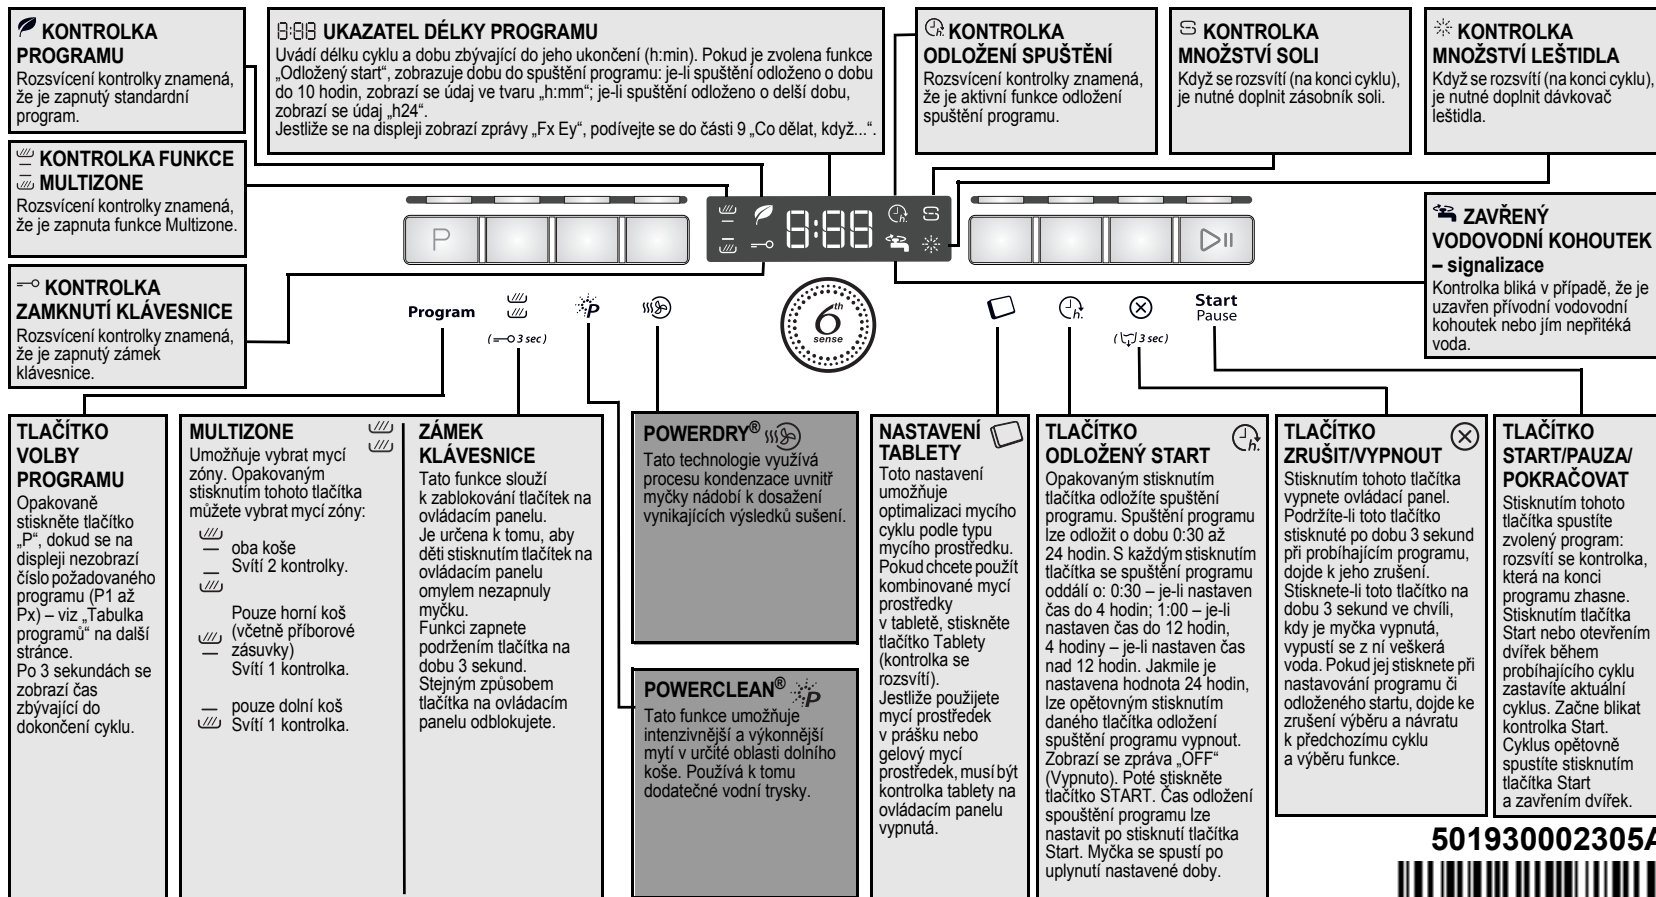 KONTROLKA
PROGRAMU
Rozsvícení kontrolky znamená,
že je zapnutý standardní
program.
8:88 UKAZATEL DÉLKY PROGRAMU
Uvádí délku cyklu a dobu zbývající do jeho ukončení (h:min). Pokud je zvolena funkce
„Odložený start“, zobrazuje dobu do spuštění programu: je-li spuštění odloženo o dobu
do 10 hodin, zobrazí se údaj ve tvaru „h:mm“; je-li spuštění odloženo o delší dobu,
zobrazí se údaj „h24“.
Jestliže se na displeji zobrazí zprávy „Fx Ey“, podívejte se do části 9 „Co dělat, když...“.
h. KONTROLKA
ODLOŽENÍ SPUŠTĚNÍ
Rozsvícení kontrolky znamená,
že je aktivní funkce odložení
spuštění programu.
KONTROLKA
MNOŽSTVÍ SOLI
Když se rozsvítí (na konci cyklu),
je nutné doplnit zásobník soli.
KONTROLKA
MNOŽSTVÍ LEŠTIDLA
Když se rozsvítí (na konci cyklu),
je nutné doplnit dávkovač
leštidla.
KONTROLKA FUNKCE
MULTIZONE
Rozsvícení kontrolky znamená,
že je zapnuta funkce Multizone.
KONTROLKA
ZAMKNUTÍ KLÁVESNICE
Rozsvícení kontrolky znamená,
že je zapnutý zámek
klávesnice.
P
8:88
h.
ZAVŘENÝ
VODOVODNÍ KOHOUTEK
– signalizace
Kontrolka bliká v případě, že je
uzavřen přívodní vodovodní
kohoutek nebo jím nepřitéká
voda.
Program
(3 sec)
P
6th
sense
h.
(3 sec)
Start
Pause
TLAČÍTKO
VOLBY
PROGRAMU
Opakovaně
stiskněte tlačítko
„P“, dokud se na
displeji nezobrazí
číslo požadovaného
programu (P1 až
Px) – viz „Tabulka
programů“ na další
stránce.
Po 3 sekundách se
zobrazí čas
zbývající do
dokončení cyklu.
MULTIZONE
Umožňuje vybrat mycí
zóny. Opakovaným
stisknutím tohoto tlačítka
můžete vybrat mycí zóny:
oba koše
Svítí 2 kontrolky.
Pouze horní koš
(včetně příborové
zásuvky)
Svítí 1 kontrolka.
pouze dolní koš
Svítí 1 kontrolka.
ZÁMEK
KLÁVESNICE
Tato funkce slouží
k zablokování tlačítek na
ovládacím panelu.
Je určena k tomu, aby
děti stisknutím tlačítek na
ovládacím panelu
omylem nezapnuly
myčku.
Funkci zapnete
podržením tlačítka na
dobu 3 sekund.
Stejným způsobem
tlačítka na ovládacím
panelu odblokujete.
POWERDRY®
Tato technologie využívá
procesu kondenzace uvnitř
myčky nádobí k dosažení
vynikajících výsledků sušení.
POWERCLEAN® P
Tato funkce umožňuje
intenzivnější a výkonnější
mytí v určité oblasti dolního
koše. Používá k tomu
dodatečné vodní trysky.
NASTAVENÍ
TABLETY
Toto nastavení
umožňuje
optimalizaci mycího
cyklu podle typu
mycího prostředku.
Pokud chcete použít
kombinované mycí
prostředky
v tabletě, stiskněte
tlačítko Tablety
(kontrolka se
rozsvítí).
Jestliže použijete
mycí prostředek
v prášku nebo
gelový mycí
prostředek, musí být
kontrolka tablety na
ovládacím panelu
vypnutá.
TLAČÍTKO
ODLOŽENÝ START h.
Opakovaným stisknutím
tlačítka odložíte spuštění
programu. Spuštění programu
lze odložit o dobu 0:30 až
24 hodin. S každým stisknutím
tlačítka se spuštění programu
oddálí o: 0:30 – je-li nastaven
čas do 4 hodin; 1:00 – je-li
nastaven čas do 12 hodin,
4 hodiny – je-li nastaven čas
nad 12 hodin. Jakmile je
nastavena hodnota 24 hodin,
lze opětovným stisknutím
daného tlačítka odložení
spuštění programu vypnout.
Zobrazí se zpráva „OFF“
(Vypnuto). Poté stiskněte
tlačítko START. Čas odložení
spouštění programu lze
nastavit po stisknutí tlačítka
Start. Myčka se spustí po
uplynutí nastavené doby.
TLAČÍTKO
ZRUŠIT/VYPNOUT
Stisknutím tohoto tlačítka
vypnete ovládací panel.
Podržíte-li toto tlačítko
stisknuté po dobu 3 sekund
při probíhajícím programu,
dojde k jeho zrušení.
Stisknete-li toto tlačítko na
dobu 3 sekund ve chvíli,
kdy je myčka vypnutá,
vypustí se z ní veškerá
voda. Pokud jej stisknete při
nastavování programu či
odloženého startu, dojde ke
zrušení výběru a návratu
k předchozímu cyklu
a výběru funkce.
TLAČÍTKO
START/PAUZA/
POKRAČOVAT
Stisknutím tohoto
tlačítka spustíte
zvolený program:
rozsvítí se kontrolka,
která na konci
programu zhasne.
Stisknutím tlačítka
Start nebo otevřením
dvířek během
probíhajícího cyklu
zastavíte aktuální
cyklus. Začne blikat
kontrolka Start.
Cyklus opětovně
spustíte stisknutím
tlačítka Start
a zavřením dvířek.
501930002305A